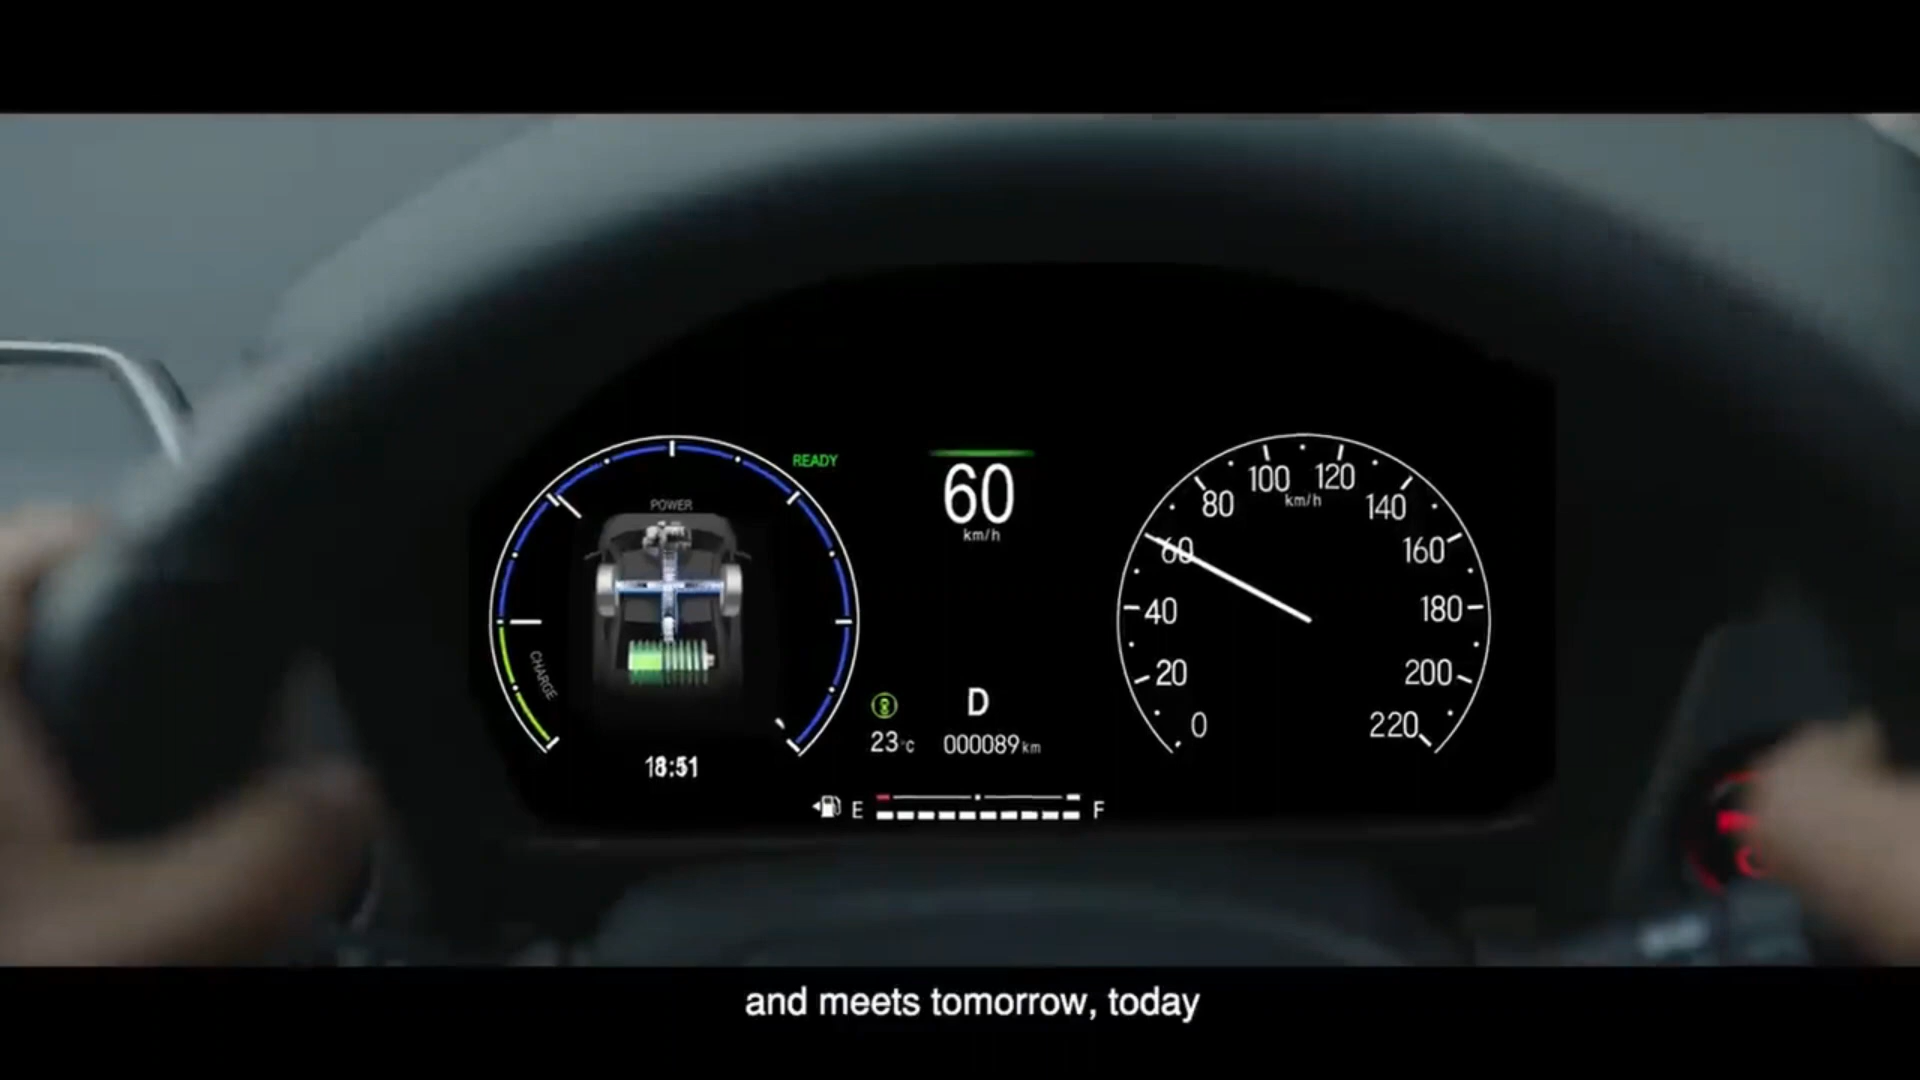 READY
POWER
CHARGE
18:51
60
km/h
D
23°C
000089 km
E
F
0
20
40
60
80
100
120
140
160
180
200
220
km/h
and meets tomorrow, today